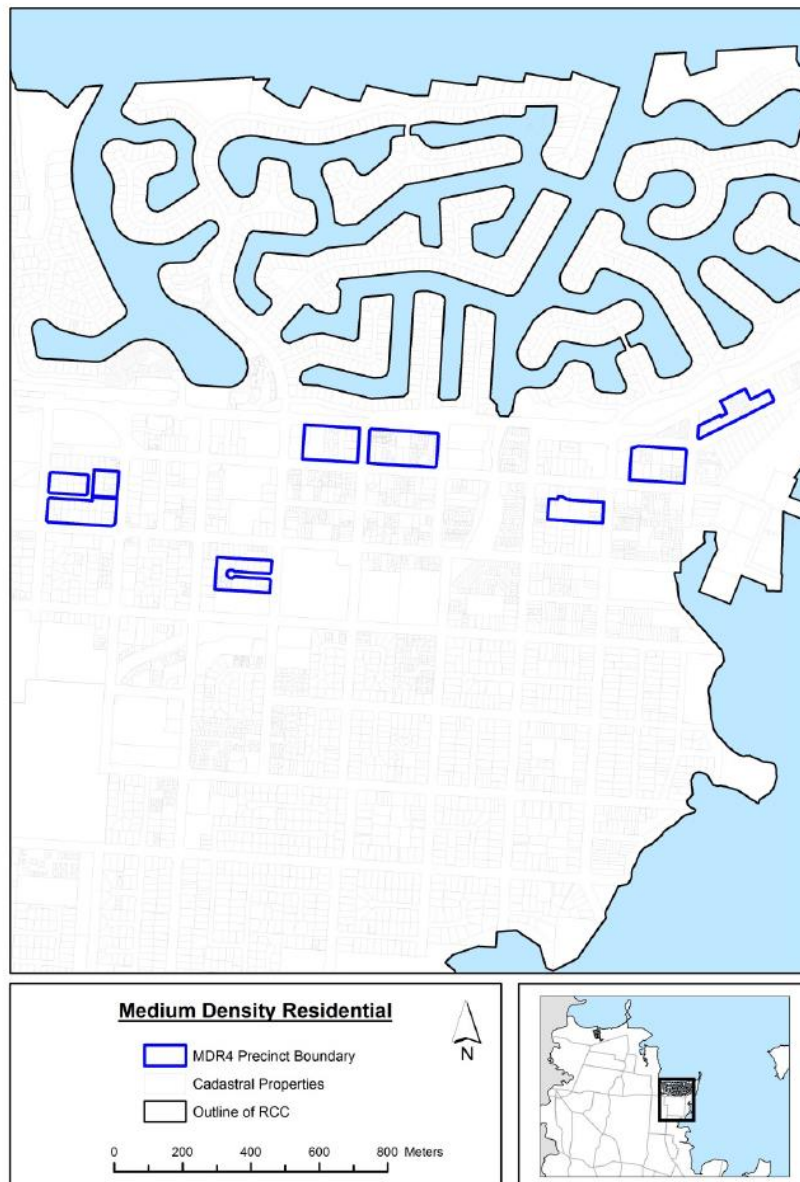 Medium Density Residential
N
MDR4 Precinct Boundary
Cadastral Properties
Outline of RCC
0 200 400 600 800 Meters